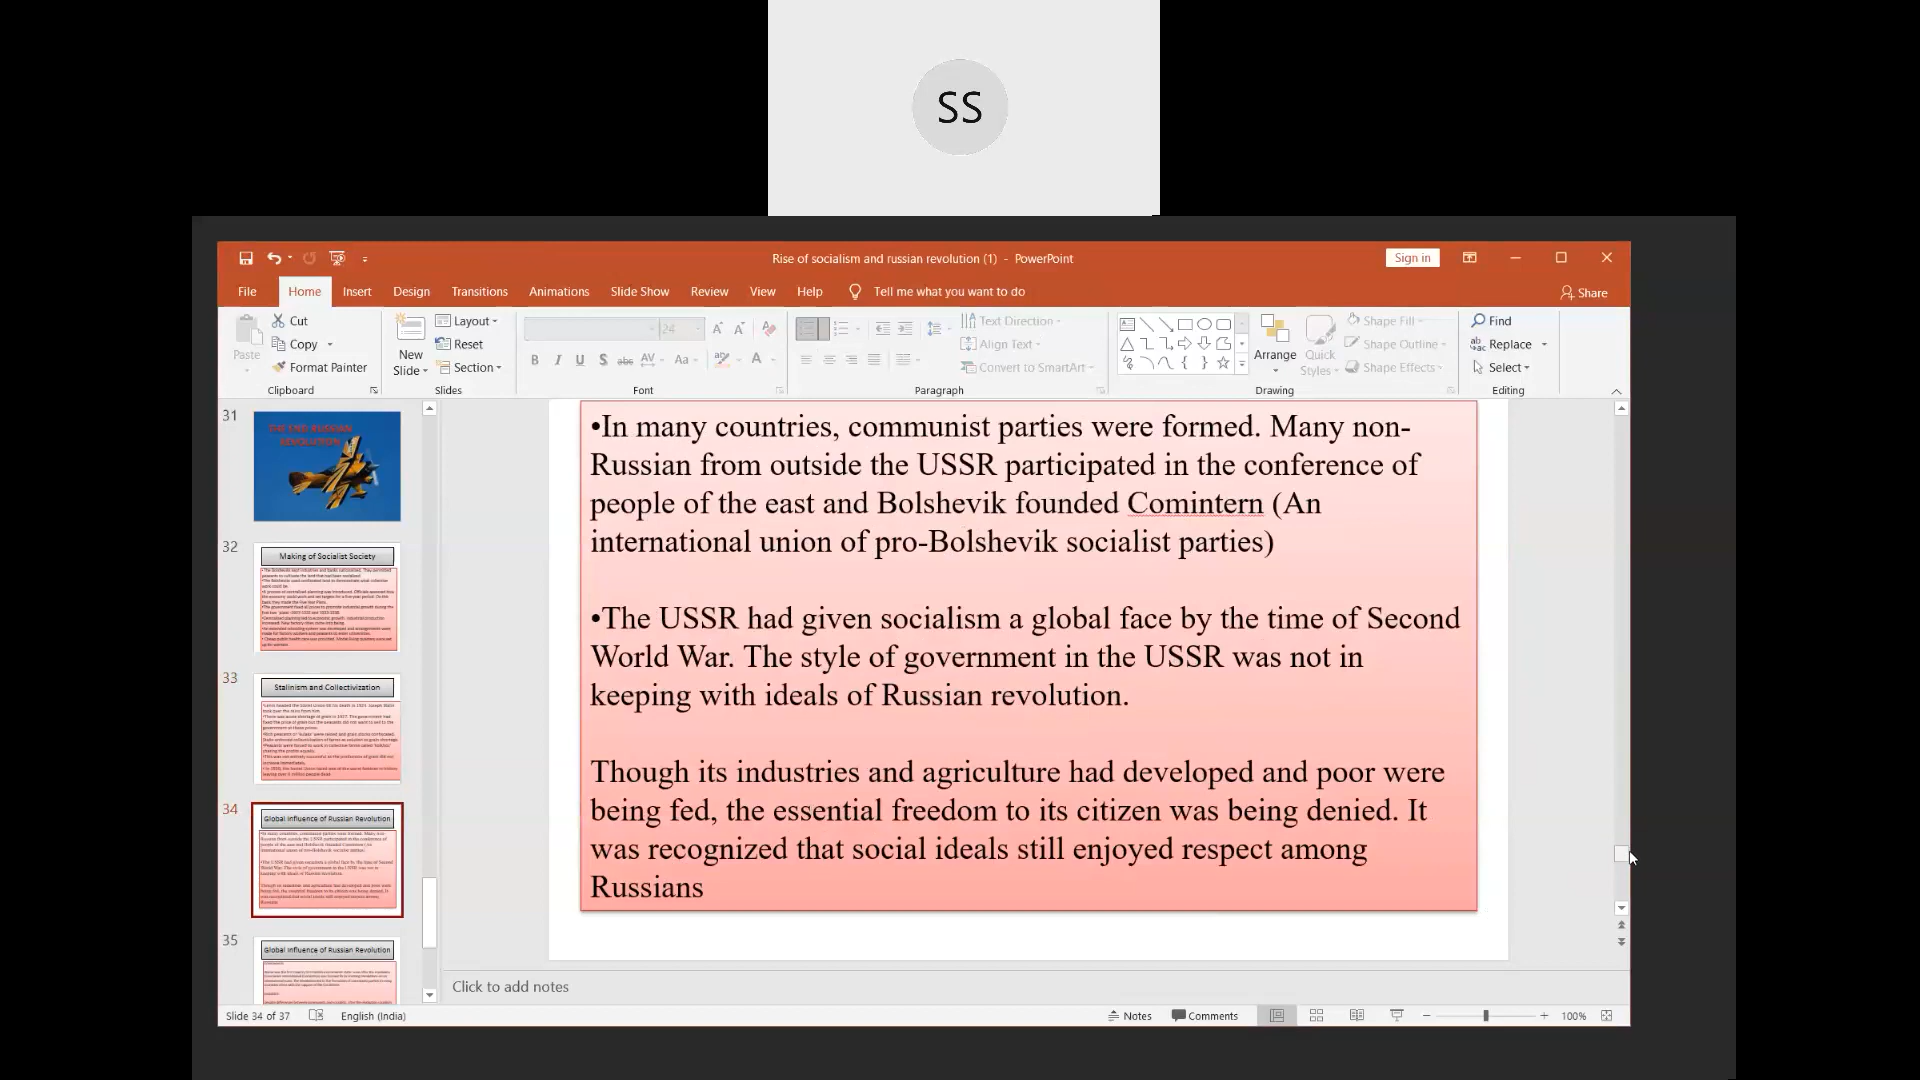 SS
Rise of socialism and russian revolution (1) - PowerPoint
Sign in
File Home Insert Design Transitions Animations Slide Show Review View Help Tell me what you want to do
Share
Paste
Cut
Copy
Format Painter
Clipboard
New
Slide
Layout
Reset
Section
Slides
24
Font
Text Direction
Align Text
Convert to SmartArt
Paragraph
Arrange
Quick
Styles
Shape Fill
Shape Outline
Shape Effects
Drawing
Find
Replace
Select
Editing
31
THE END RUSSIAN
REVOLUTION
32
Making of Socialist Society
33
Stalinism and Collectivization
34
Global Influence of Russian Revolution
35
Global Influence of Russian Revolution
•In many countries, communist parties were formed. Many non-
Russian from outside the USSR participated in the conference of
people of the east and Bolshevik founded Comintern (An
international union of pro-Bolshevik socialist parties)
•The USSR had given socialism a global face by the time of Second
World War. The style of government in the USSR was not in
keeping with ideals of Russian revolution.
Though its industries and agriculture had developed and poor were
being fed, the essential freedom to its citizen was being denied. It
was recognized that social ideals still enjoyed respect among
Russians
Click to add notes
Slide 34 of 37
English (India)
Notes
Comments
100%